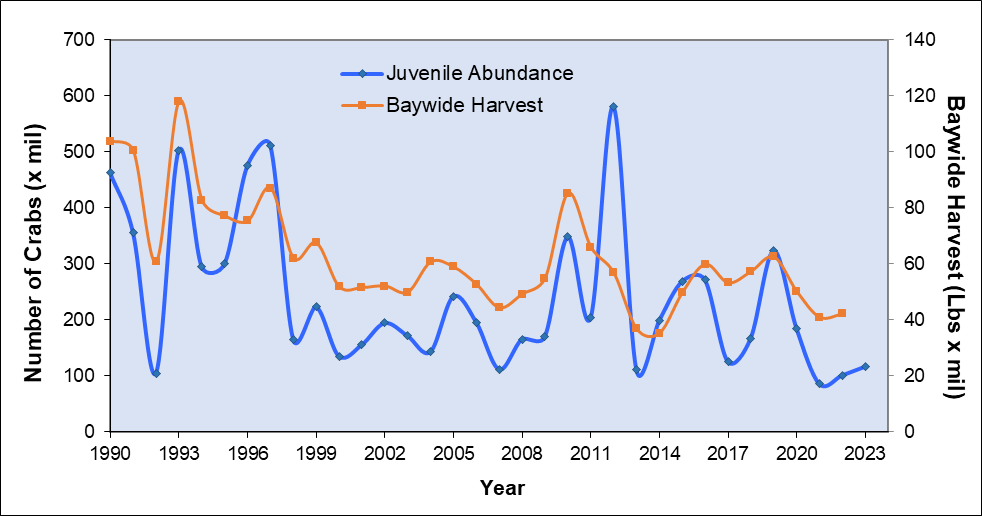 700
600
500
400
300
200
100
0
Number of Crabs (x mil)
Juvenile Abundance
Baywide Harvest
140
120
100
80
60
40
20
0
Baywide Harvest (Lbs x mil)
1990 1993 1996 1999 2002 2005 2008 2011 2014 2017 2020 2023
Year